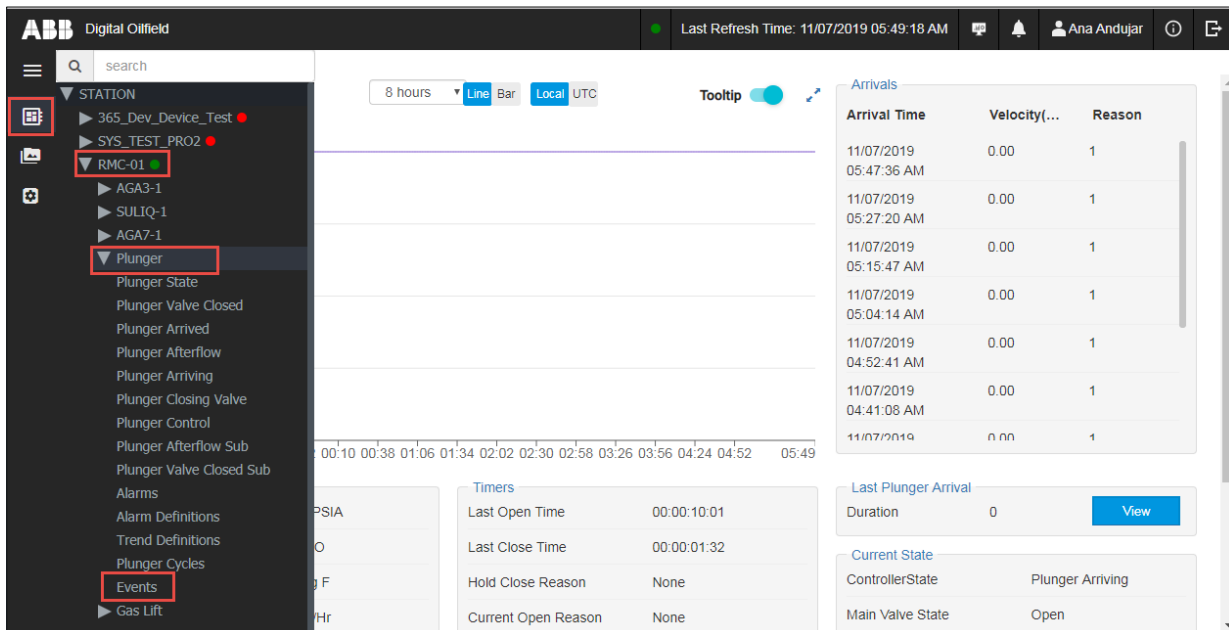 ABB Digital Oilfield
Last Refresh Time: 11/07/2019 05:49:18 AM
Ana Andujar
search
STATION
365_Dev_Device_Test
SYS_TEST_PRO2
RMC-01
AGA3-1
SULIQ-1
AGA7-1
Plunger
Plunger State
Plunger Valve Closed
Plunger Arrived
Plunger Afterflow
Plunger Arriving
Plunger Closing Valve
Plunger Control
Plunger Afterflow Sub
Plunger Valve Closed Sub
Alarms
Alarm Definitions
Trend Definitions
Plunger Cycles
Events
Gas Lift
8 hours Line Bar Local UTC Tooltip
00:10 00:38 01:06 01:34 02:02 02:30 02:58 03:26 03:56 04:24 04:52 05:49
PSIA
O
F
/Hr
Timers
Last Open Time 00:00:10:01
Last Close Time 00:00:01:32
Hold Close Reason None
Current Open Reason None
Arrivals
Arrival Time Velocity(... Reason
11/07/2019 0.00 1
05:47:36 AM
11/07/2019 0.00 1
05:27:20 AM
11/07/2019 0.00 1
05:15:47 AM
11/07/2019 0.00 1
05:04:14 AM
11/07/2019 0.00 1
04:52:41 AM
11/07/2019 0.00 1
04:41:08 AM
11/07/2019 0.00 1
Last Plunger Arrival
Duration 0 View
Current State
ControllerState Plunger Arriving
Main Valve State Open